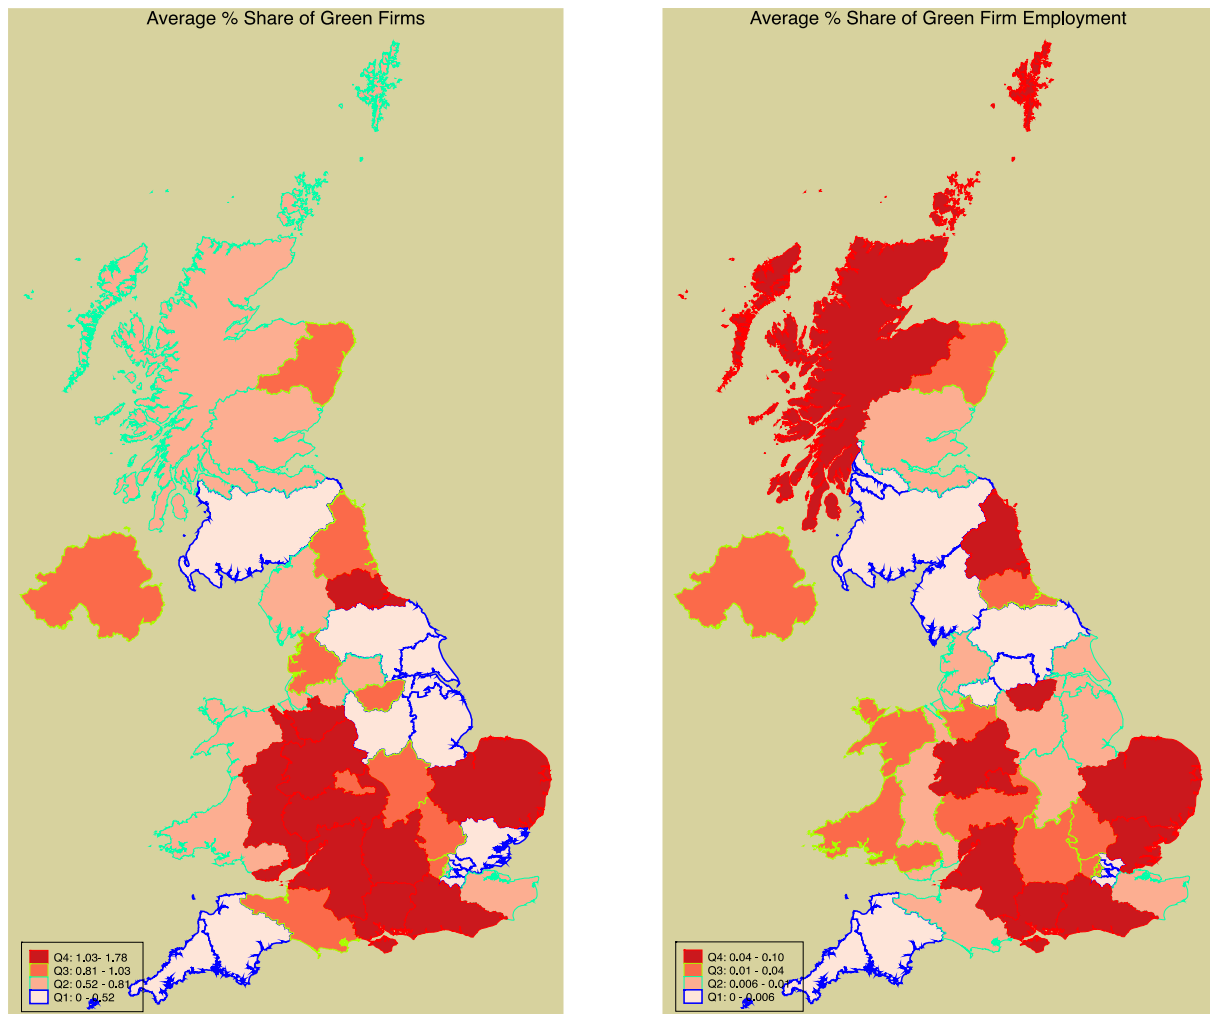 Average % Share of Green Firms
Average % Share of Green Firm Employment
Q4: 1.03- 1.78
Q3: 0.81 - 1.03
Q2: 0.52 - 0.81
Q1: 0 - 0.52
Q4: 0.04 - 0.10
Q3: 0.01 - 0.04
Q2: 0.006 - 0.01
Q1: 0 - 0.006